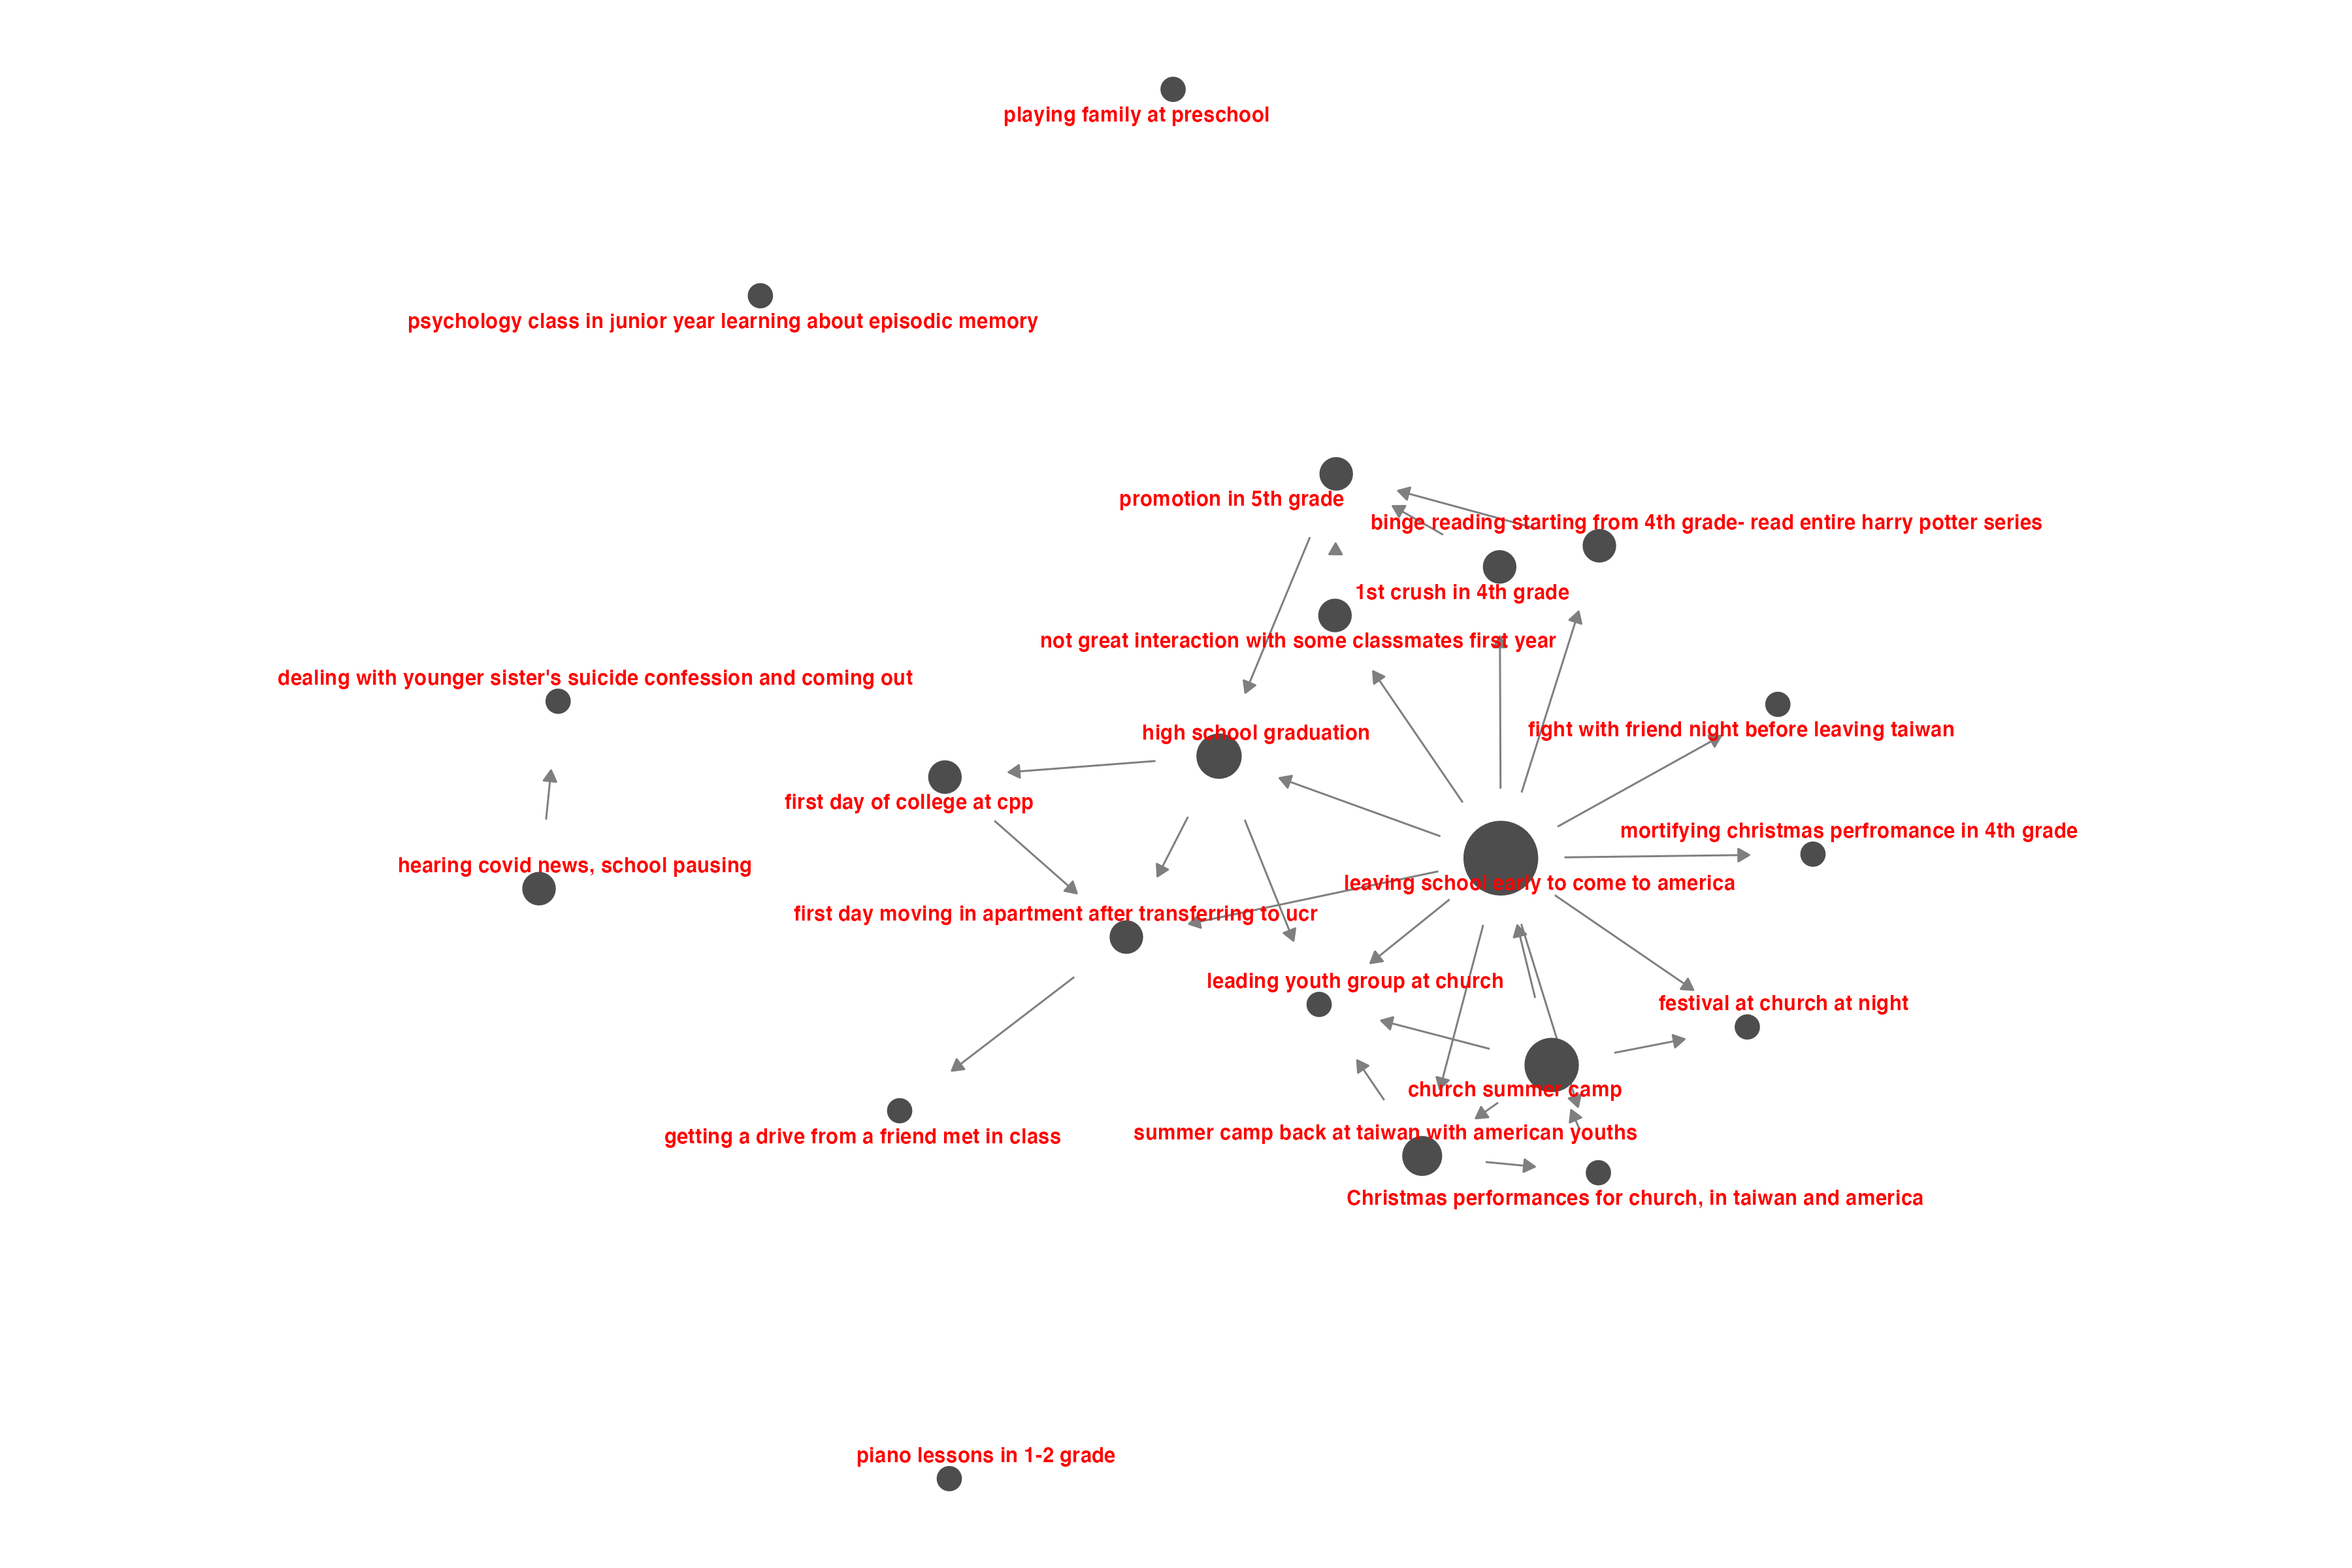 playing family at preschool
psychology class in junior year learning about episodic memory
promotion in 5th grade
binge reading starting from 4th grade- read entire harry potter series
1st crush in 4th grade
not great interaction with some classmates first year
dealing with younger sister's suicide confession and coming out
fight with friend night before leaving taiwan
high school graduation
first day of college at cpp
mortifying christmas perfromance in 4th grade
hearing covid news, school pausing
leaving school early to come to america
first day moving in apartment after transferring to ucr
leading youth group at church
festival at church at night
church summer camp
summer camp back at taiwan with american youths
getting a drive from a friend met in class
Christmas performances for church, in taiwan and america
piano lessons in 1-2 grade